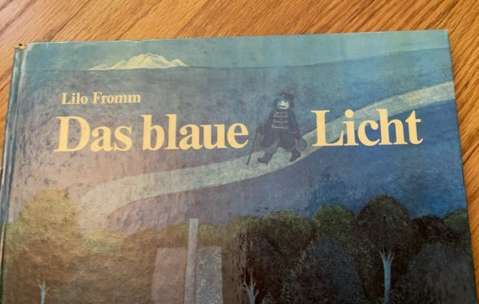 Lilo Fromm
Das blaue Licht